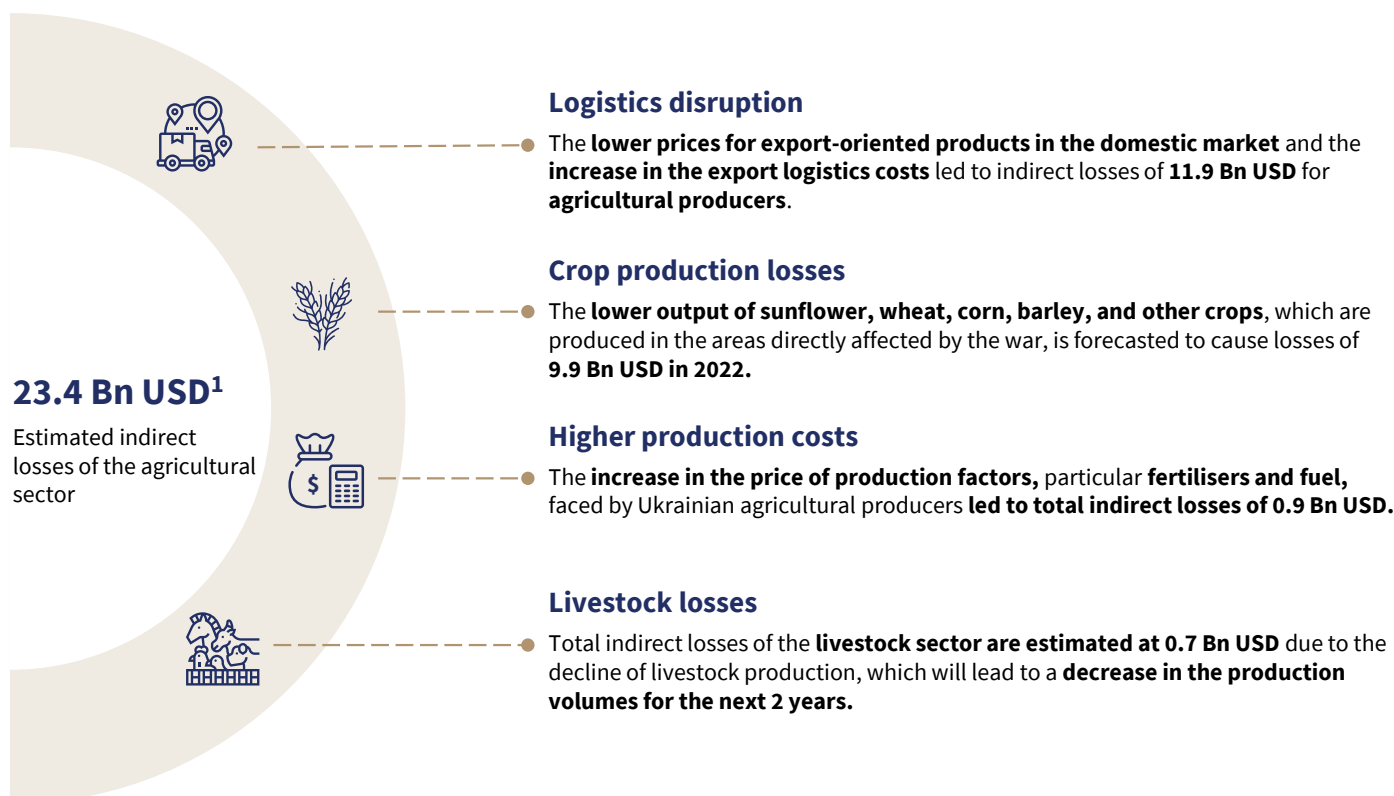 Logistics disruption
The lower prices for export-oriented products in the domestic market and the
increase in the export logistics costs led to indirect losses of 11.9 Bn USD for
agricultural producers.
Crop production losses
The lower output of sunflower, wheat, corn, barley, and other crops, which are
produced in the areas directly affected by the war, is forecasted to cause losses of
9.9 Bn USD in 2022.
23.4 Bn USD¹
Estimated indirect
losses of the agricultural
sector
Higher production costs
The increase in the price of production factors, particular fertilisers and fuel,
faced by Ukrainian agricultural producers led to total indirect losses of 0.9 Bn USD.
$
Livestock losses
Total indirect losses of the livestock sector are estimated at 0.7 Bn USD due to the
decline of livestock production, which will lead to a decrease in the production
volumes for the next 2 years.